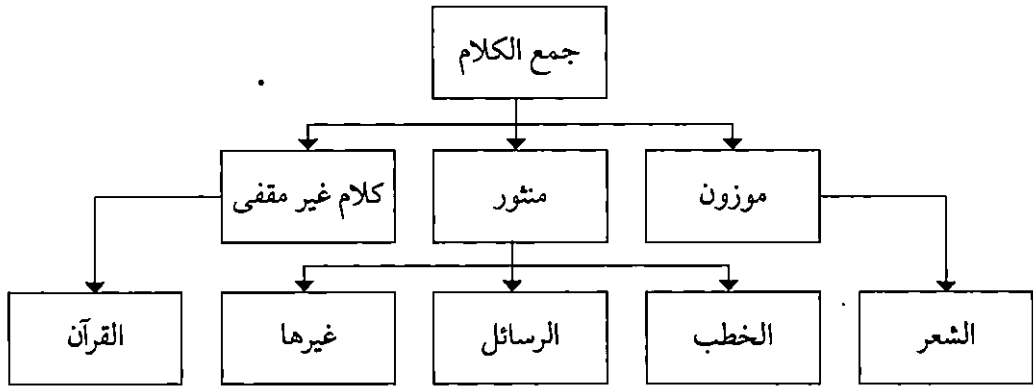 جمع الكلام
موزون
منثور
كلام غير مقفى
الشعر
الخطب
الرسائل
غيرها
القرآن